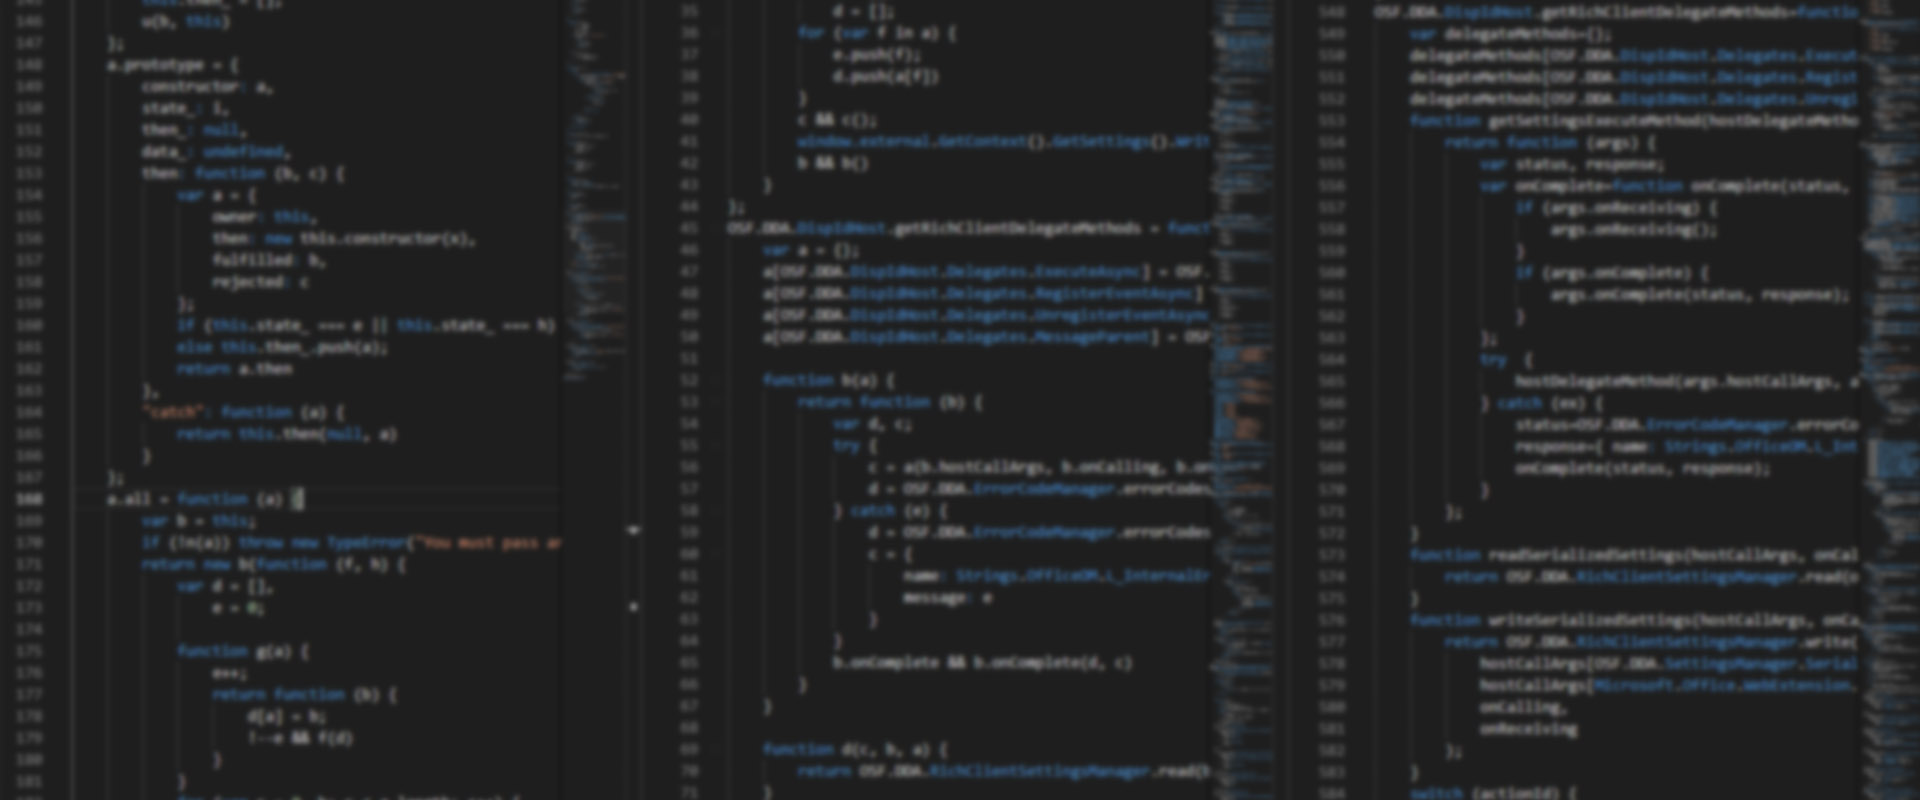 146 u(b, this)
147 };
148 a.prototype = {
149 constructor: a,
150 state_: i,
151 then_: null,
152 data_: undefined,
153 then: function (b, c) {
154 var a = {
155 owner: this,
156 then: new this.constructor(x),
157 fulfilled: b,
158 rejected: c
159 };
160 if (this.state_ === e || this.state_ === h)
161 else this.then_.push(a);
162 return a.then
163 },
164 "catch": function (a) {
165 return this.then(null, a)
166 }
167 };
168 a.all = function (a) {
169 var b = this;
170 if (!n(a)) throw new TypeError("You must pass ar
171 return new b(function (f, h) {
172 var d = [],
173 e = 0;
174
175 function g(a) {
176 e++;
177 return function (b) {
178 d[a] = b;
179 !--e && f(d)
180 }
181 }
35 d = [];
36 for (var f in a) {
37 e.push(f);
38 d.push(a[f])
39 }
40 c && c();
41 window.external.GetContext().GetSettings().Writ
42 b && b()
43 }
44 };
45 OSF.DDA.DispIdHost.getRichClientDelegateMethods = funct
46 var a = {};
47 a[OSF.DDA.DispIdHost.Delegates.ExecuteAsync] = OSF.
48 a[OSF.DDA.DispIdHost.Delegates.RegisterEventAsync]
49 a[OSF.DDA.DispIdHost.Delegates.UnregisterEventAsync
50 a[OSF.DDA.DispIdHost.Delegates.MessageParent] = OSF
51
52 function b(a) {
53 return function (b) {
54 var d, c;
55 try {
56 c = a(b.hostCallArgs, b.onCalling, b.on
57 d = OSF.DDA.ErrorCodeManager.errorCodes
58 } catch (e) {
59 d = OSF.DDA.ErrorCodeManager.errorCodes
60 c = {
61 name: Strings.OfficeOM.L_InternalEr
62 message: e
63 }
64 }
65 b.onComplete && b.onComplete(d, c)
66 }
67 }
68
69 function d(c, b, a) {
70 return OSF.DDA.RichClientSettingsManager.read(b
71 }
548 OSF.DDA.DispIdHost.getRichClientDelegateMethods=functio
549 var delegateMethods={};
550 delegateMethods[OSF.DDA.DispIdHost.Delegates.Execut
551 delegateMethods[OSF.DDA.DispIdHost.Delegates.Regist
552 delegateMethods[OSF.DDA.DispIdHost.Delegates.Unregi
553 function getSettingsExecuteMethod(hostDelegateMetho
554 return function (args) {
555 var status, response;
556 var onComplete=function onComplete(status,
557 if (args.onReceiving) {
558 args.onReceiving();
559 }
560 if (args.onComplete) {
561 args.onComplete(status, response);
562 }
563 };
564 try {
565 hostDelegateMethod(args.hostCallArgs, a
566 } catch (ex) {
567 status=OSF.DDA.ErrorCodeManager.errorCo
568 response={ name: Strings.OfficeOM.L_Int
569 onComplete(status, response);
570 }
571 };
572 }
573 function readSerializedSettings(hostCallArgs, onCal
574 return OSF.DDA.RichClientSettingsManager.read(o
575 }
576 function writeSerializedSettings(hostCallArgs, onCa
577 return OSF.DDA.RichClientSettingsManager.write(
578 hostCallArgs[OSF.DDA.SettingsManager.Serial
579 hostCallArgs[Microsoft.Office.WebExtension.
580 onCalling,
581 onReceiving
582 );
583 }
584 switch (actionId) {